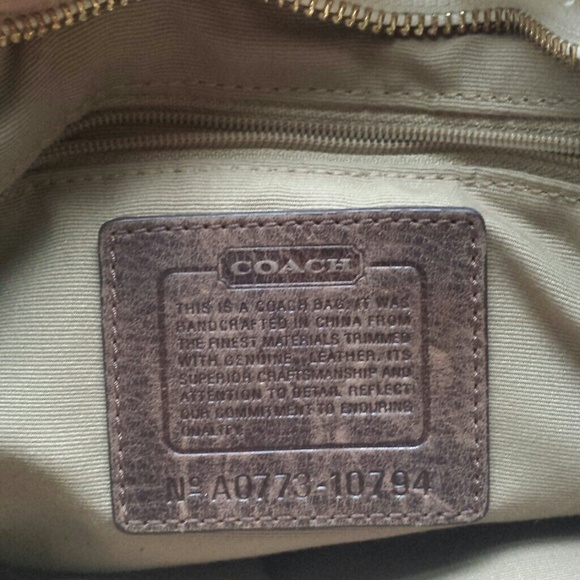 COACH
THIS IS A COACH BAG. IT WAS
HANDCRAFTED IN CHINA FROM
THE FINEST MATERIALS TRIMMED
WITH GENUINE LEATHER. ITS
SUPERIOR CRAFTSMANSHIP AND
ATTENTION TO DETAIL REFLECT
OUR COMMITMENT TO ENDURING
QUALITY.
Nº A0773-10794